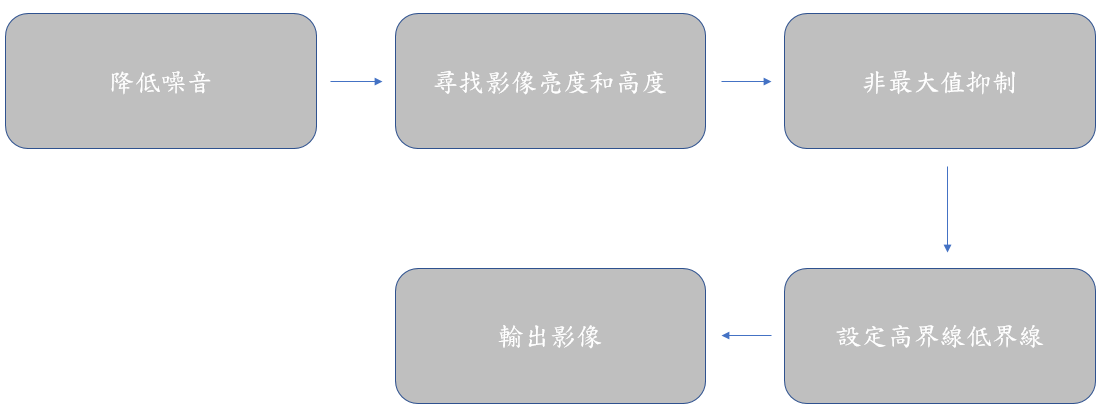 降低噪音
尋找影像亮度和高度
非最大值抑制
設定高界線低界線
輸出影像